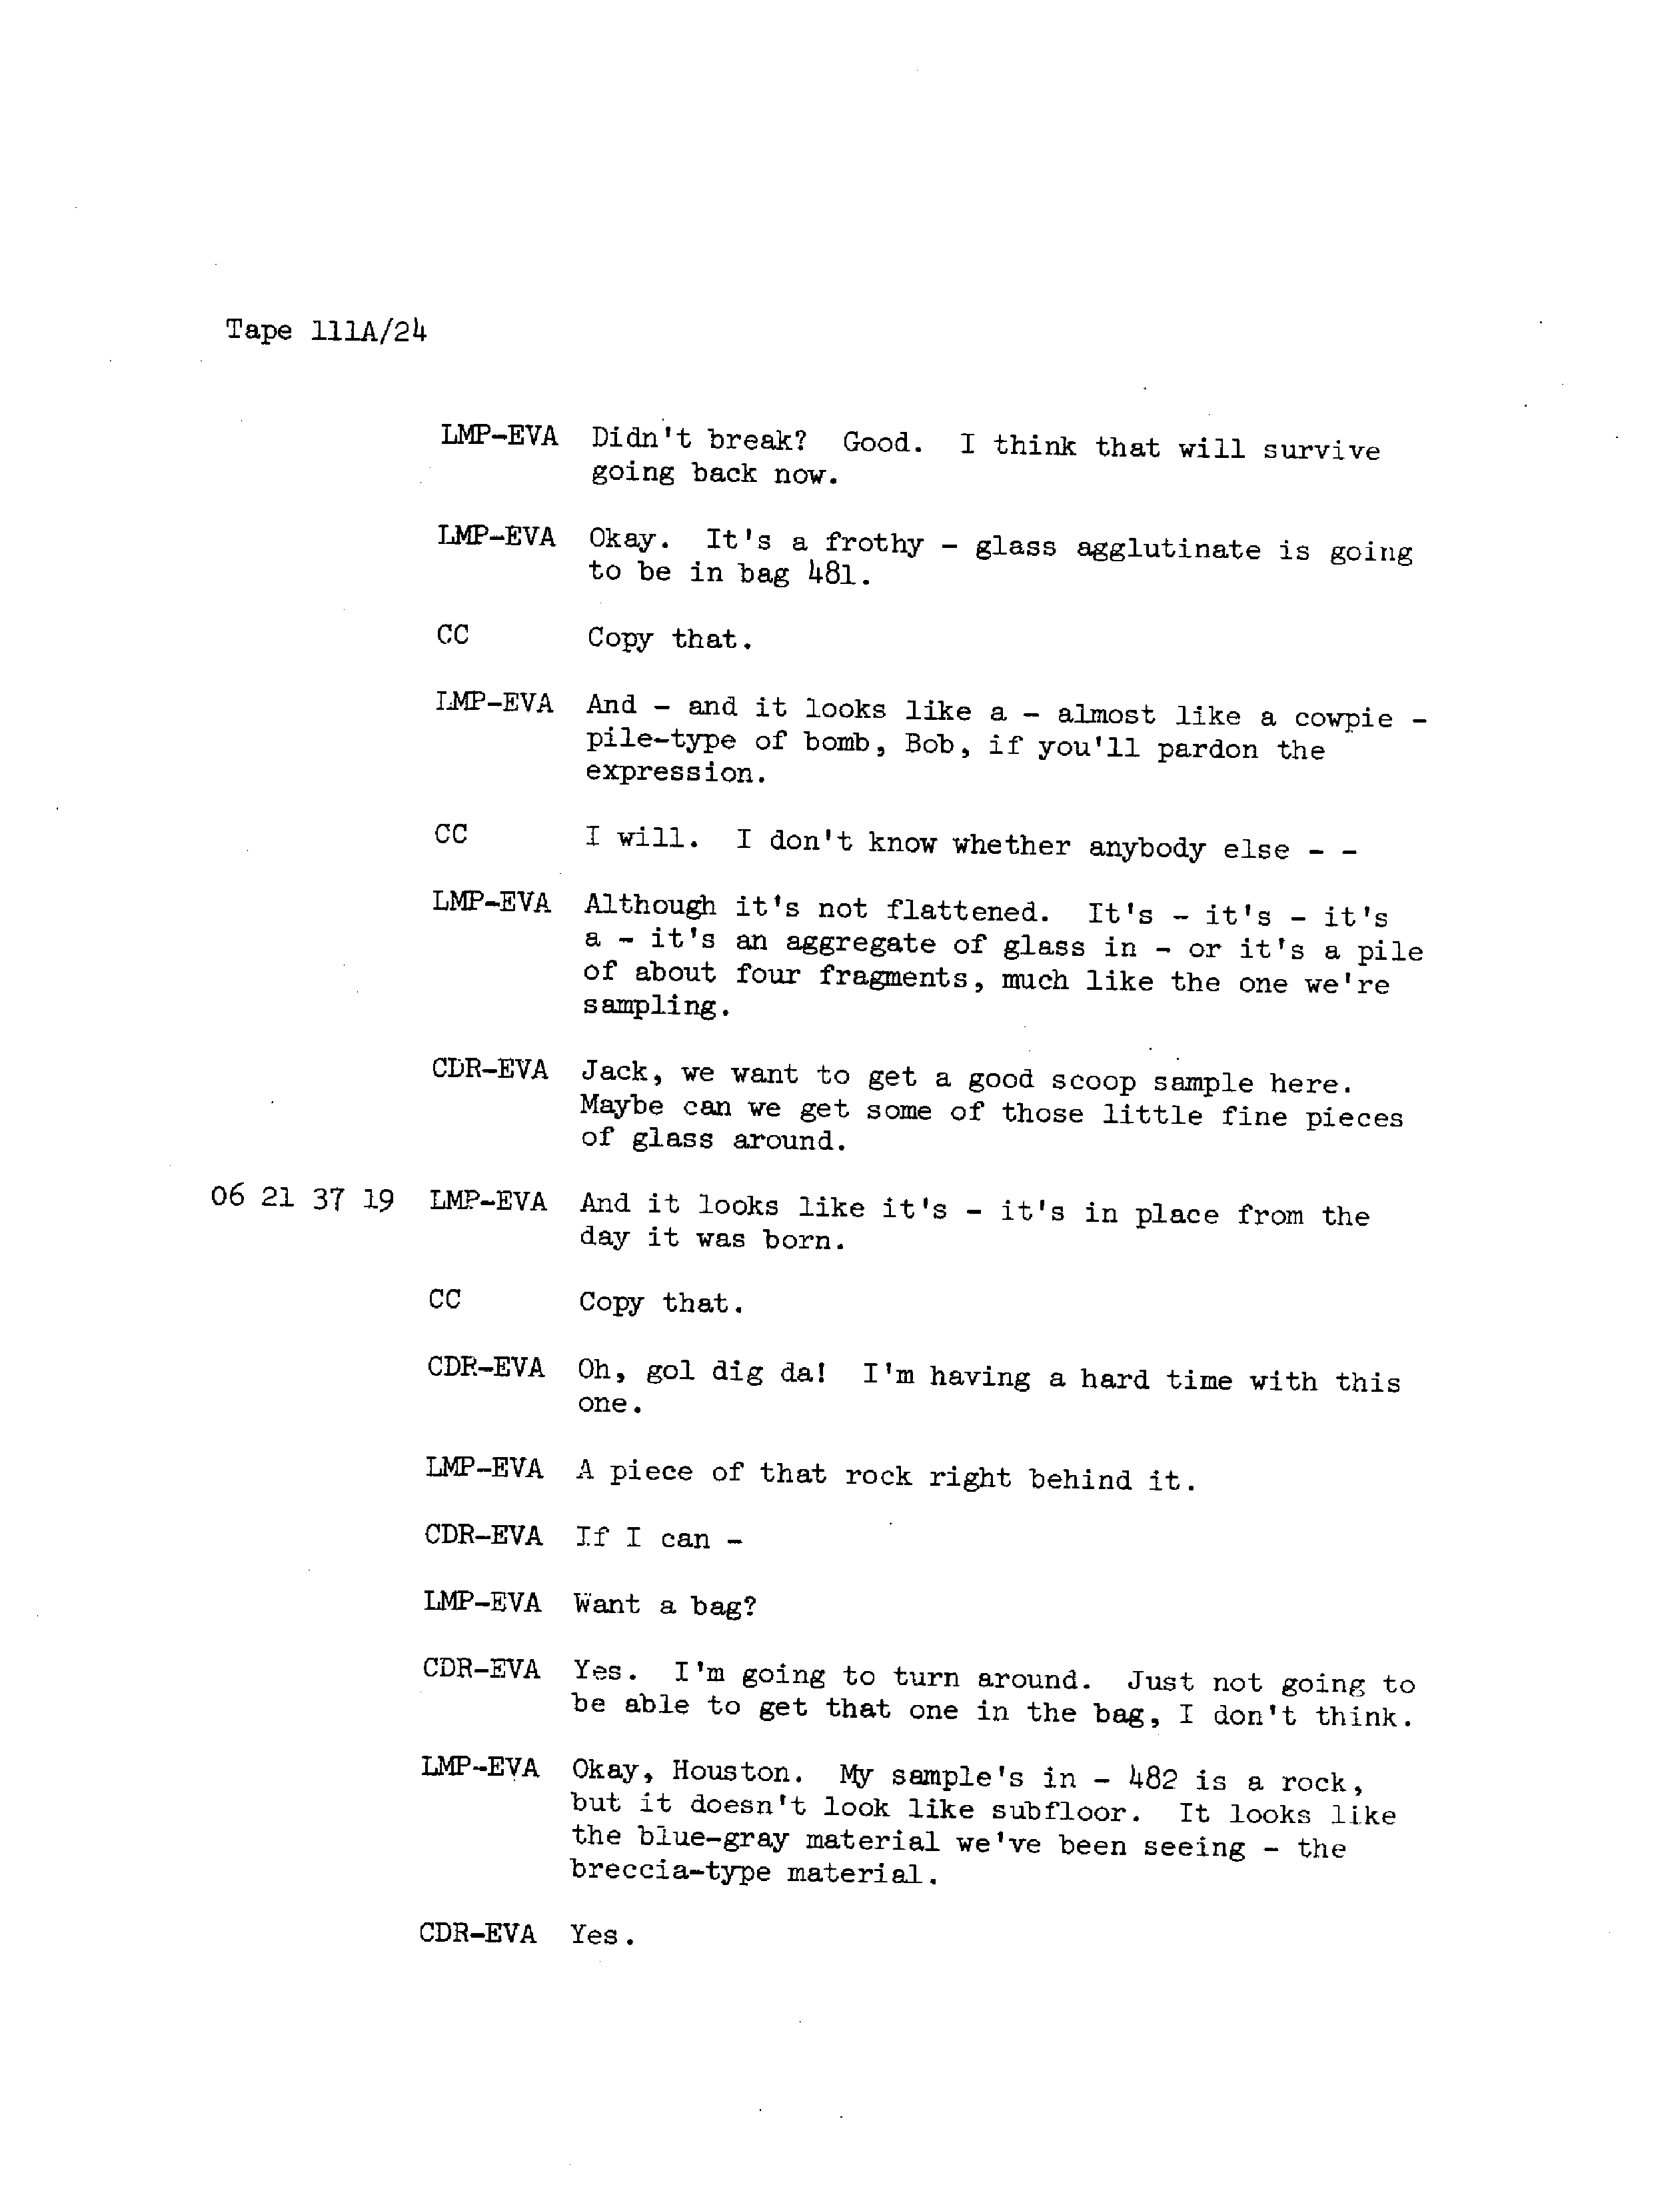 Tape 111A/24
LMP-EVA Didn't break? Good. I think that will survive
going back now.
LMP-EVA Okay. It's a frothy - glass agglutinate is going
to be in bag 481.
CC Copy that.
LMP-EVA And - and it looks like a - almost like a cowpie -
pile-type of bomb, Bob, if you'll pardon the
expression.
CC I will. I don't know whether anybody else - -
LMP-EVA Although it's not flattened. It's - it's - it's
a - it's an aggregate of glass in - or it's a pile
of about four fragments, much like the one we're
sampling.
CDR-EVA Jack, we want to get a good scoop sample here.
Maybe can we get some of those little fine pieces
of glass around.
06 21 37 19 LMP-EVA And it looks like it's - it's in place from the
day it was born.
CC Copy that.
CDR-EVA Oh, gol dig da! I'm having a hard time with this
one.
LMP-EVA A piece of that rock right behind it.
CDR-EVA If I can -
LMP-EVA Want a bag?
CDR-EVA Yes. I'm going to turn around. Just not going to
be able to get that one in the bag, I don't think.
LMP-EVA Okay, Houston. My sample's in - 482 is a rock,
but it doesn't look like subfloor. It looks like
the blue-gray material we've been seeing - the
breccia-type material.
CDR-EVA Yes.